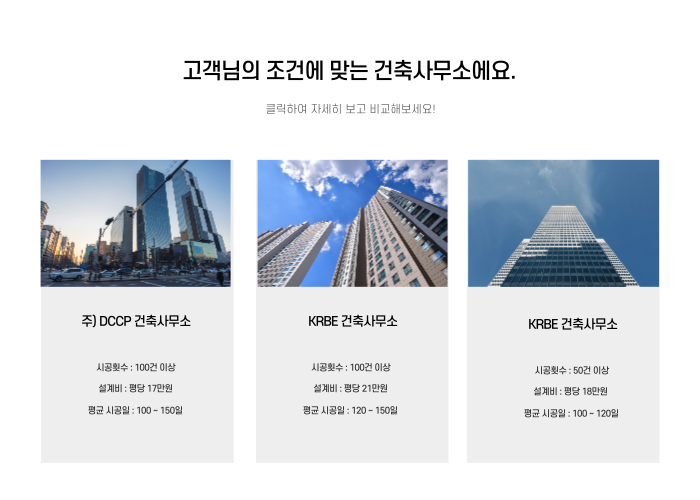 고객님의 조건에 맞는 건축사무소에요.
클릭하여 자세히 보고 비교해보세요!
주) DCCP 건축사무소
시공횟수 : 100건 이상
설계비 : 평당 17만원
평균 시공일 : 100 ~ 150일
KRBE 건축사무소
시공횟수 : 100건 이상
설계비 : 평당 21만원
평균 시공일 : 120 ~ 150일
KRBE 건축사무소
시공횟수 : 50건 이상
설계비 : 평당 18만원
평균 시공일 : 100 ~ 120일